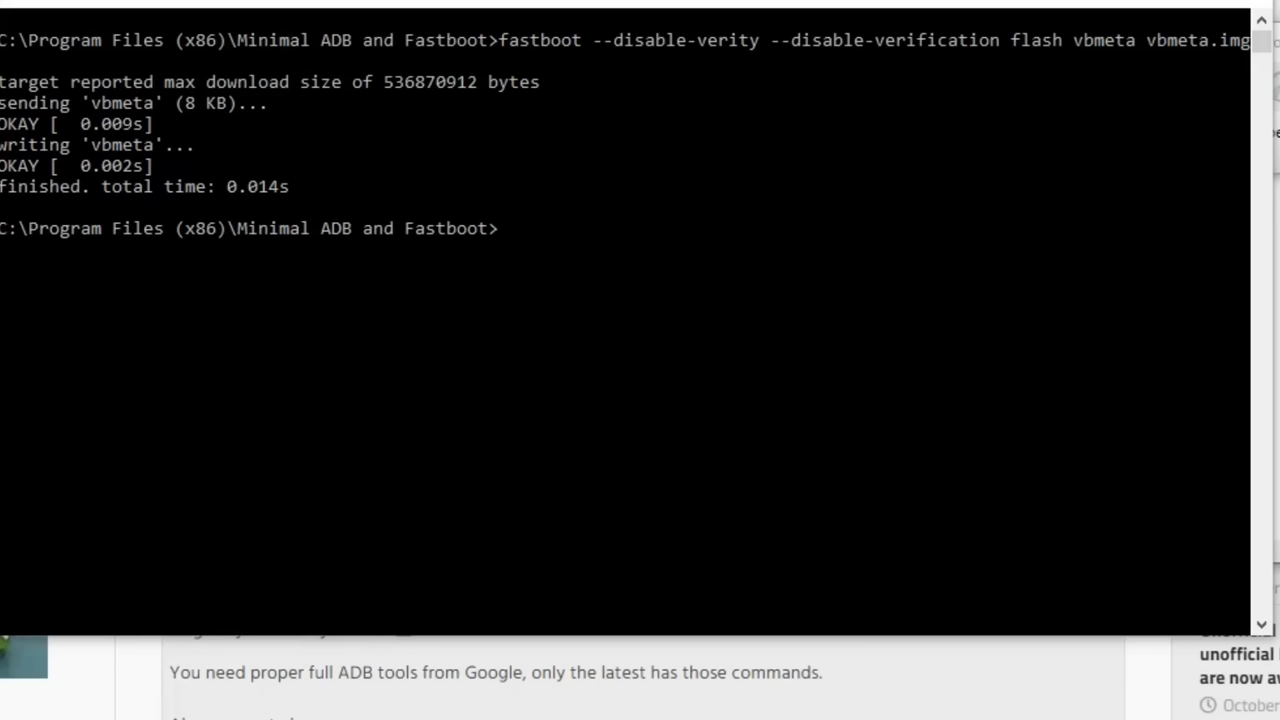 C:\Program Files (x86)\Minimal ADB and Fastboot>fastboot --disable-verity --disable-verification flash vbmeta vbmeta.img
target reported max download size of 536870912 bytes
sending 'vbmeta' (8 KB)...
OKAY [  0.009s]
writing 'vbmeta'...
OKAY [  0.002s]
finished. total time: 0.014s
C:\Program Files (x86)\Minimal ADB and Fastboot>
You need proper full ADB tools from Google, only the latest has those commands.
unofficial
are now
October